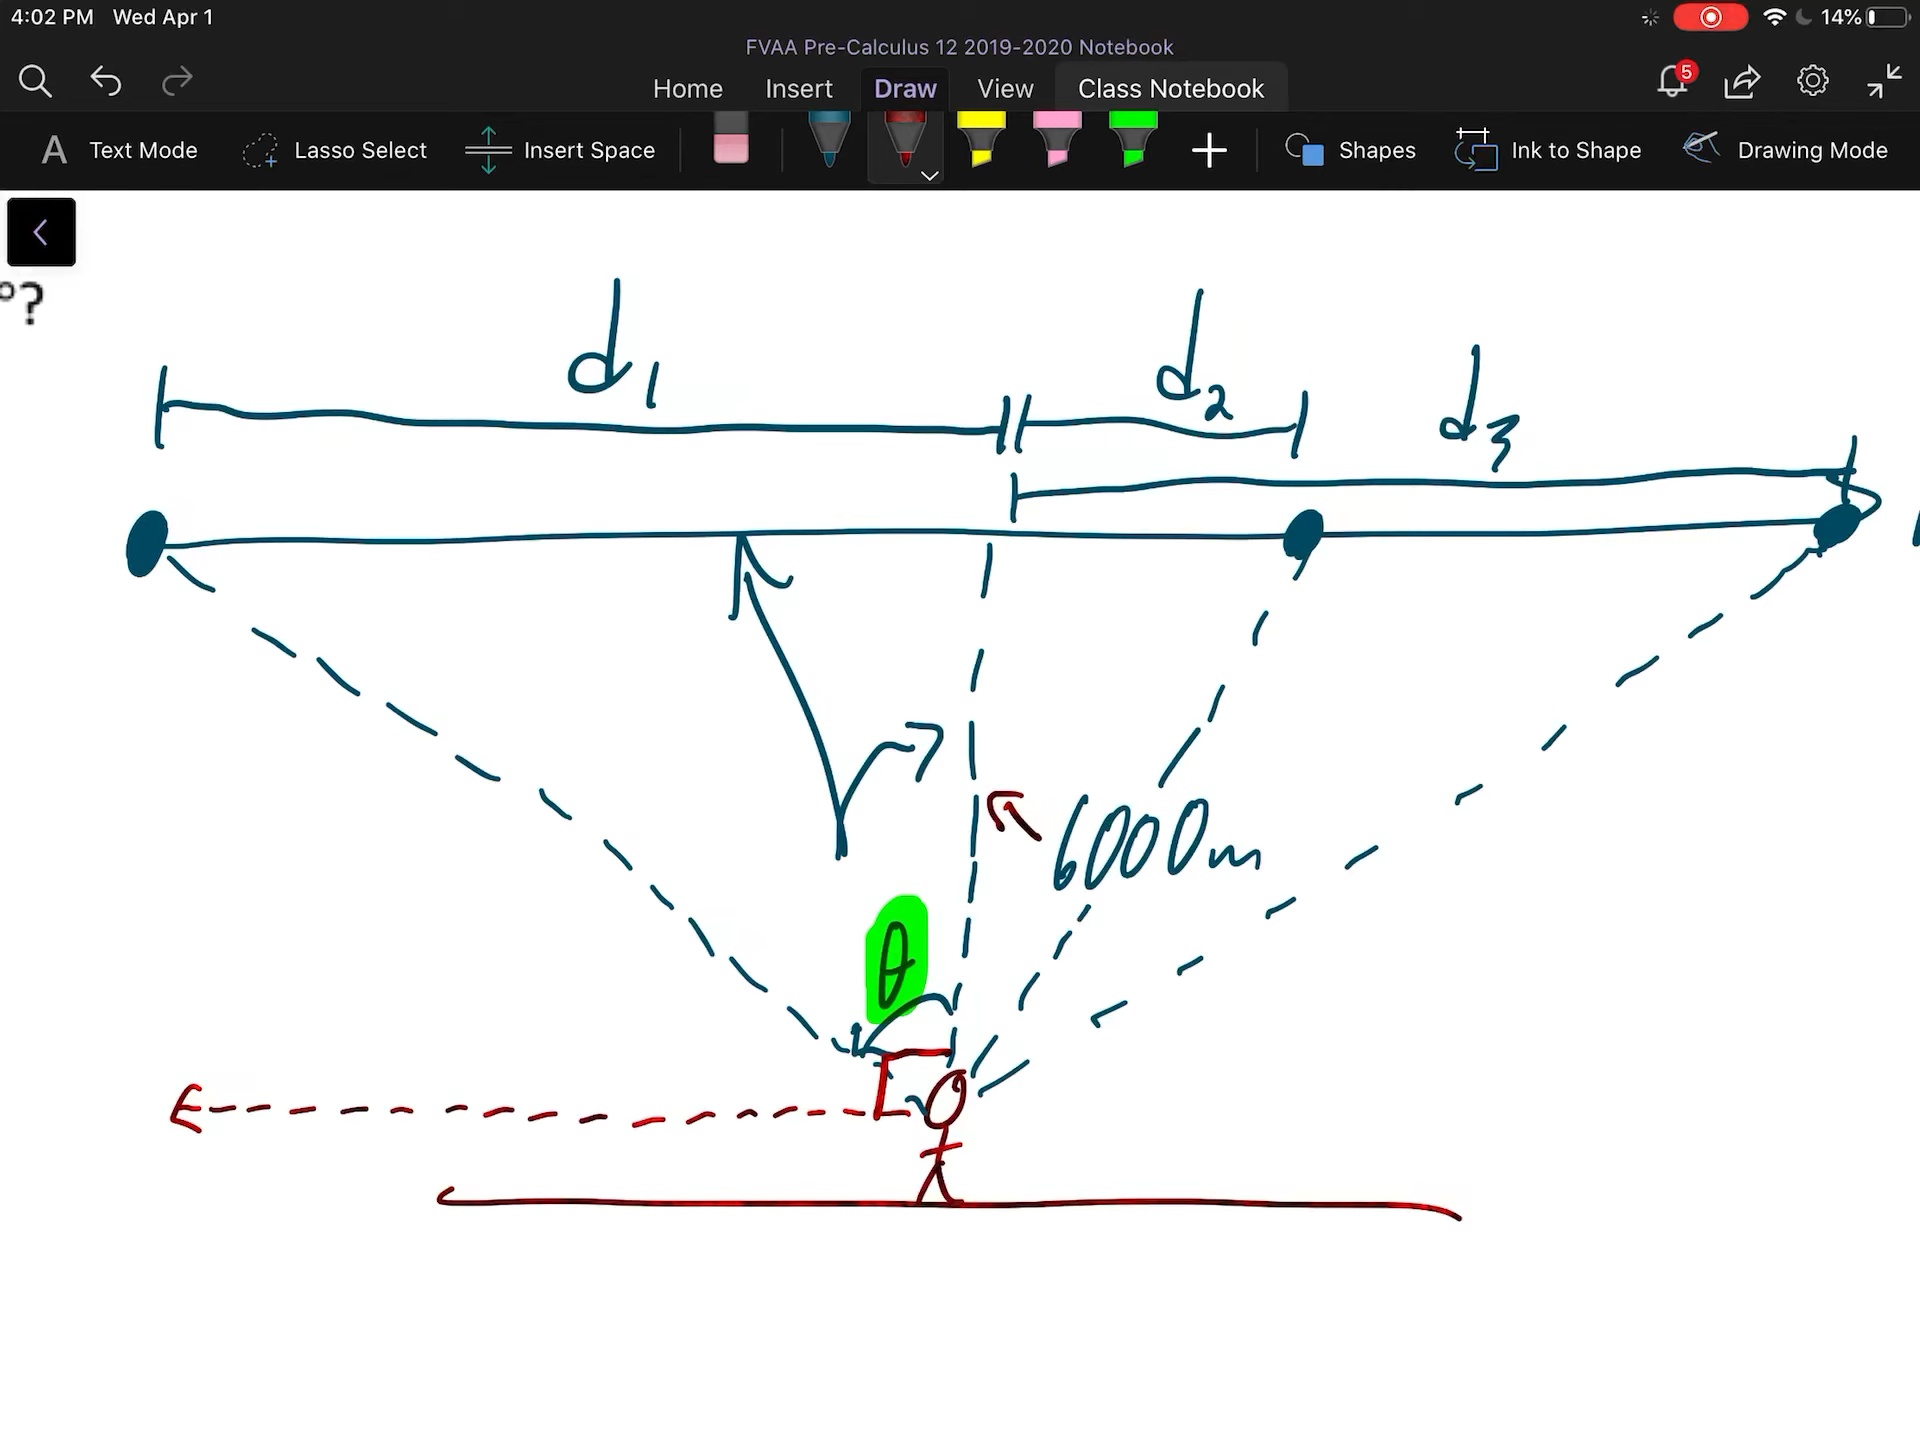 4:02 PM Wed Apr 1
14%
FVAA Pre-Calculus 12 2019-2020 Notebook
Home Insert Draw View Class Notebook
5
A Text Mode Lasso Select Insert Space Shapes Ink to Shape Drawing Mode
°?
d1 d2 d3
6000m
θ